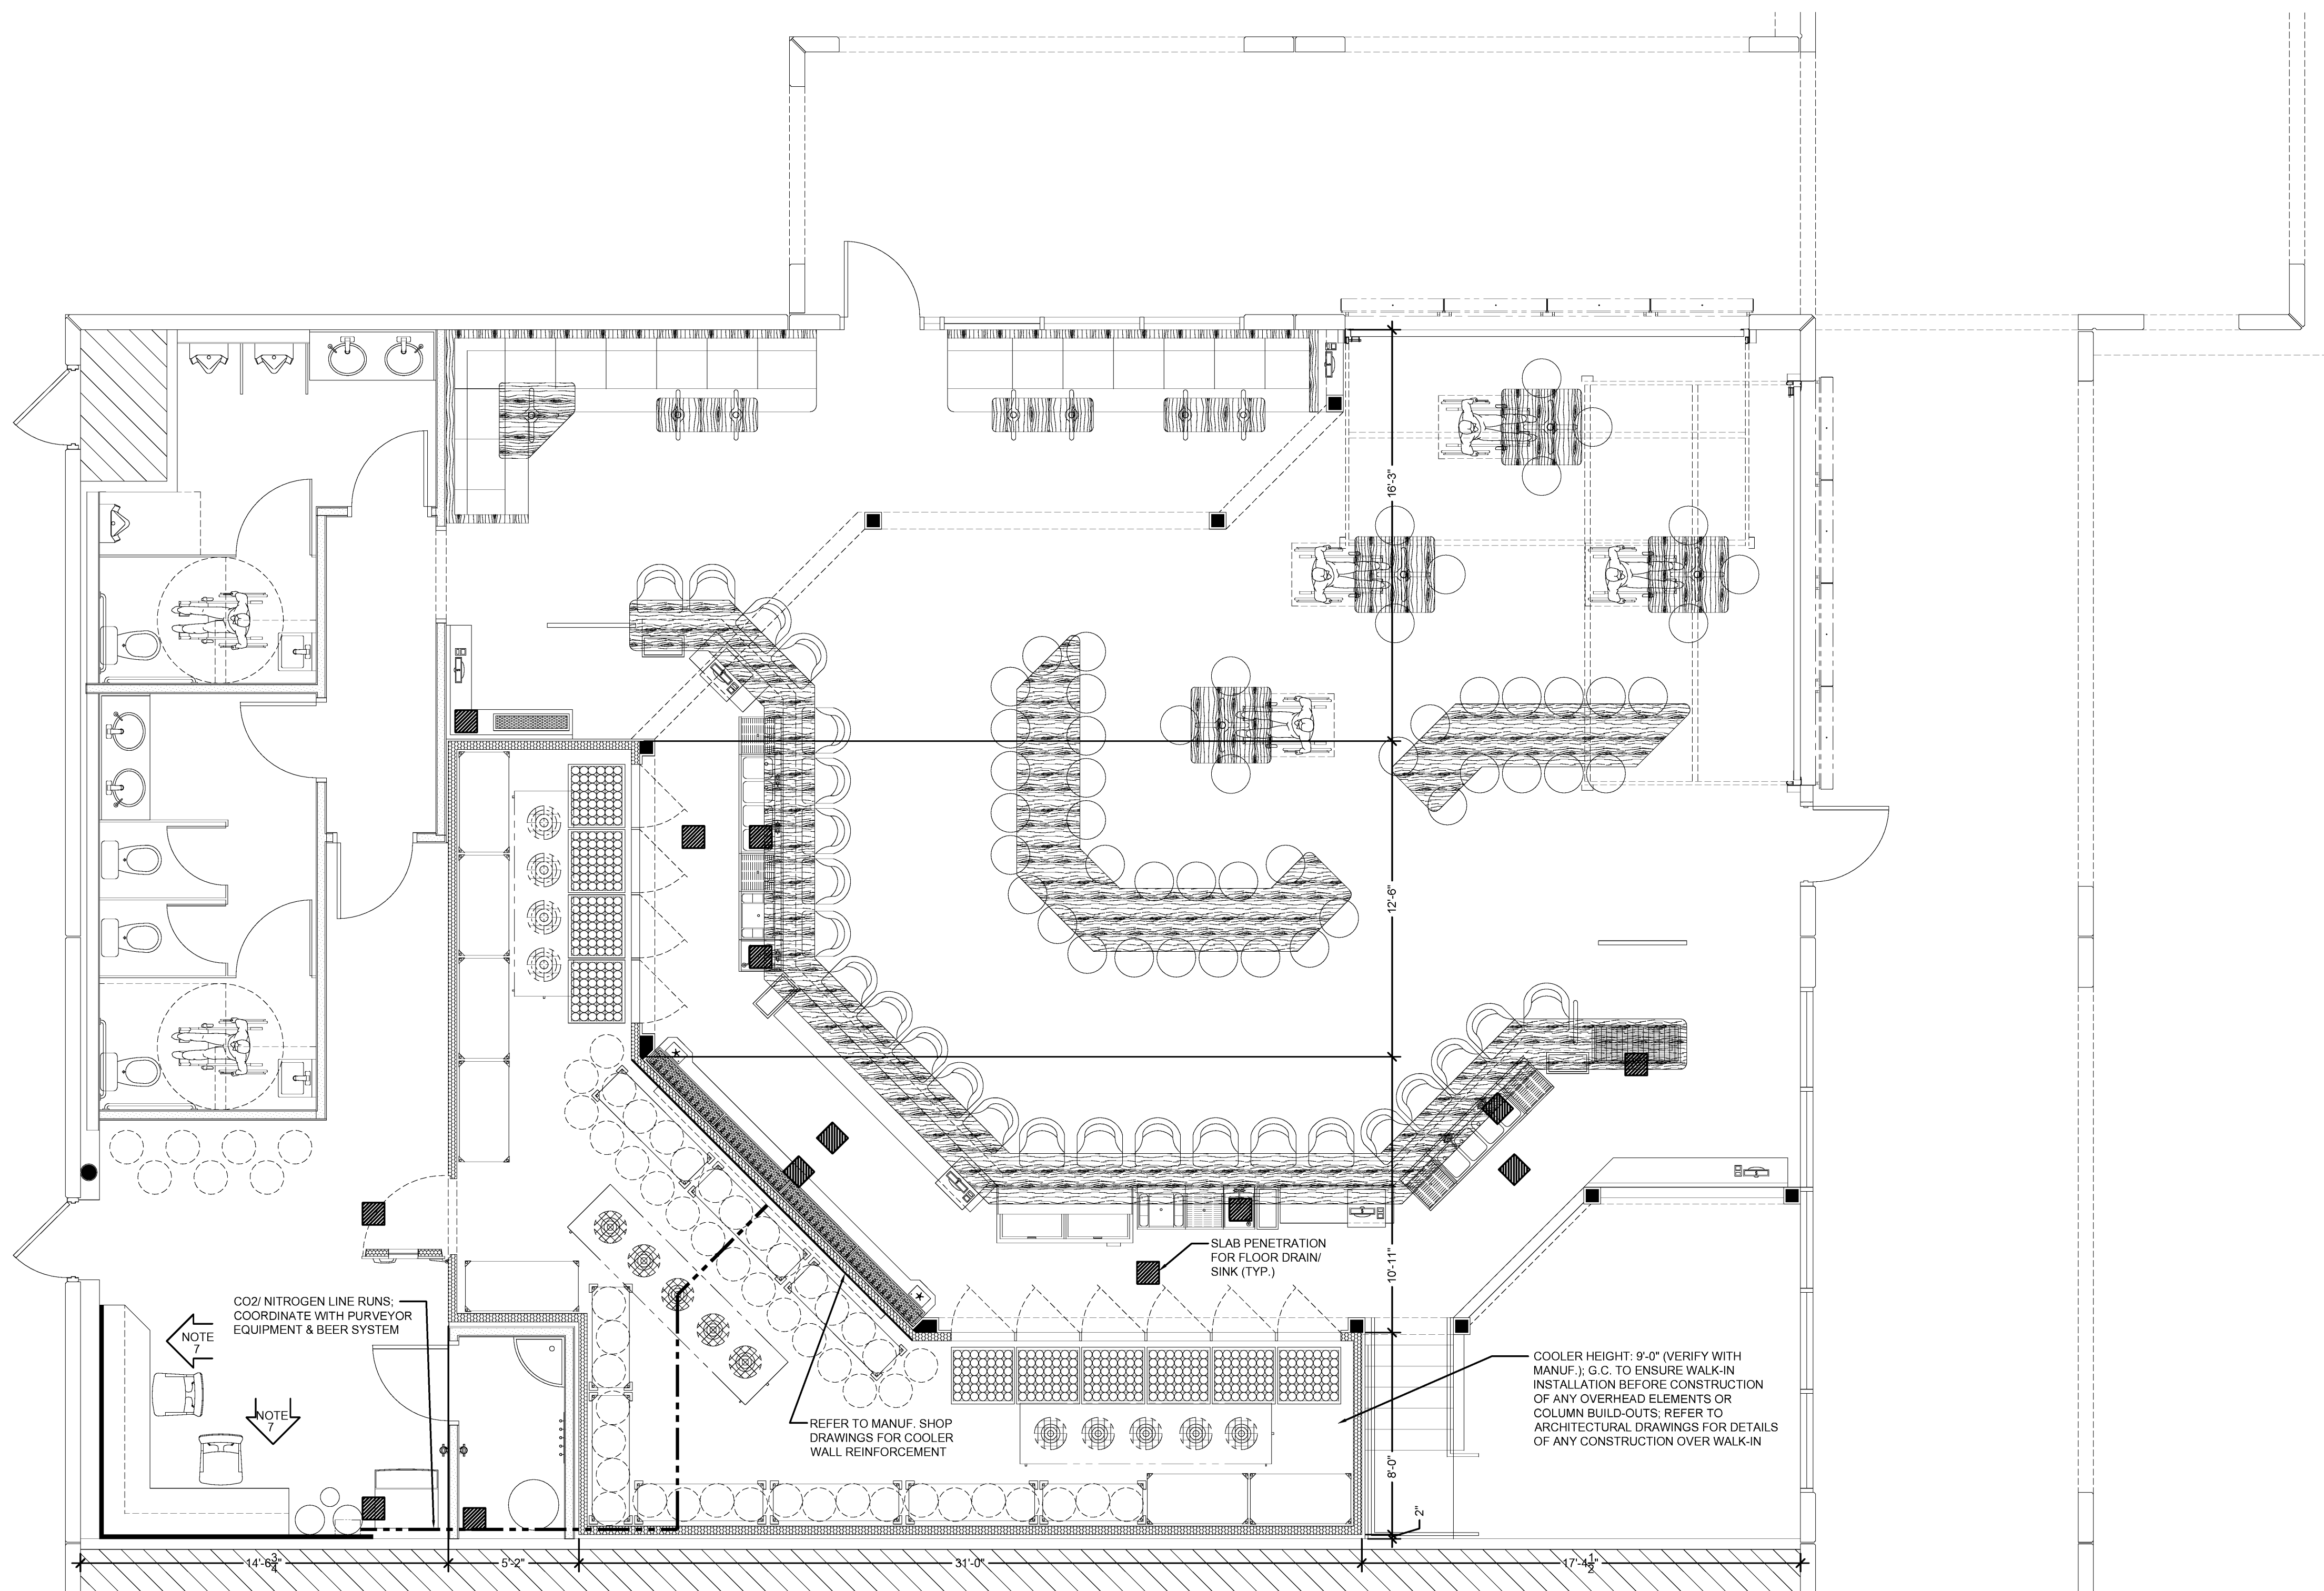 16'-3"
12'-6"
SLAB PENETRATION
FOR FLOOR DRAIN/
SINK (TYP.)
10'-11"
CO2/ NITROGEN LINE RUNS;
COORDINATE WITH PURVEYOR
EQUIPMENT & BEER SYSTEM
NOTE
7
NOTE
7
REFER TO MANUF. SHOP
DRAWINGS FOR COOLER
WALL REINFORCEMENT
COOLER HEIGHT: 9'-0" (VERIFY WITH
MANUF.); G.C. TO ENSURE WALK-IN
INSTALLATION BEFORE CONSTRUCTION
OF ANY OVERHEAD ELEMENTS OR
COLUMN BUILD-OUTS; REFER TO
ARCHITECTURAL DRAWINGS FOR DETAILS
OF ANY CONSTRUCTION OVER WALK-IN
8'-0"
2"
14'-6 3/4"
5'-2"
31'-0"
17'-4 1/2"